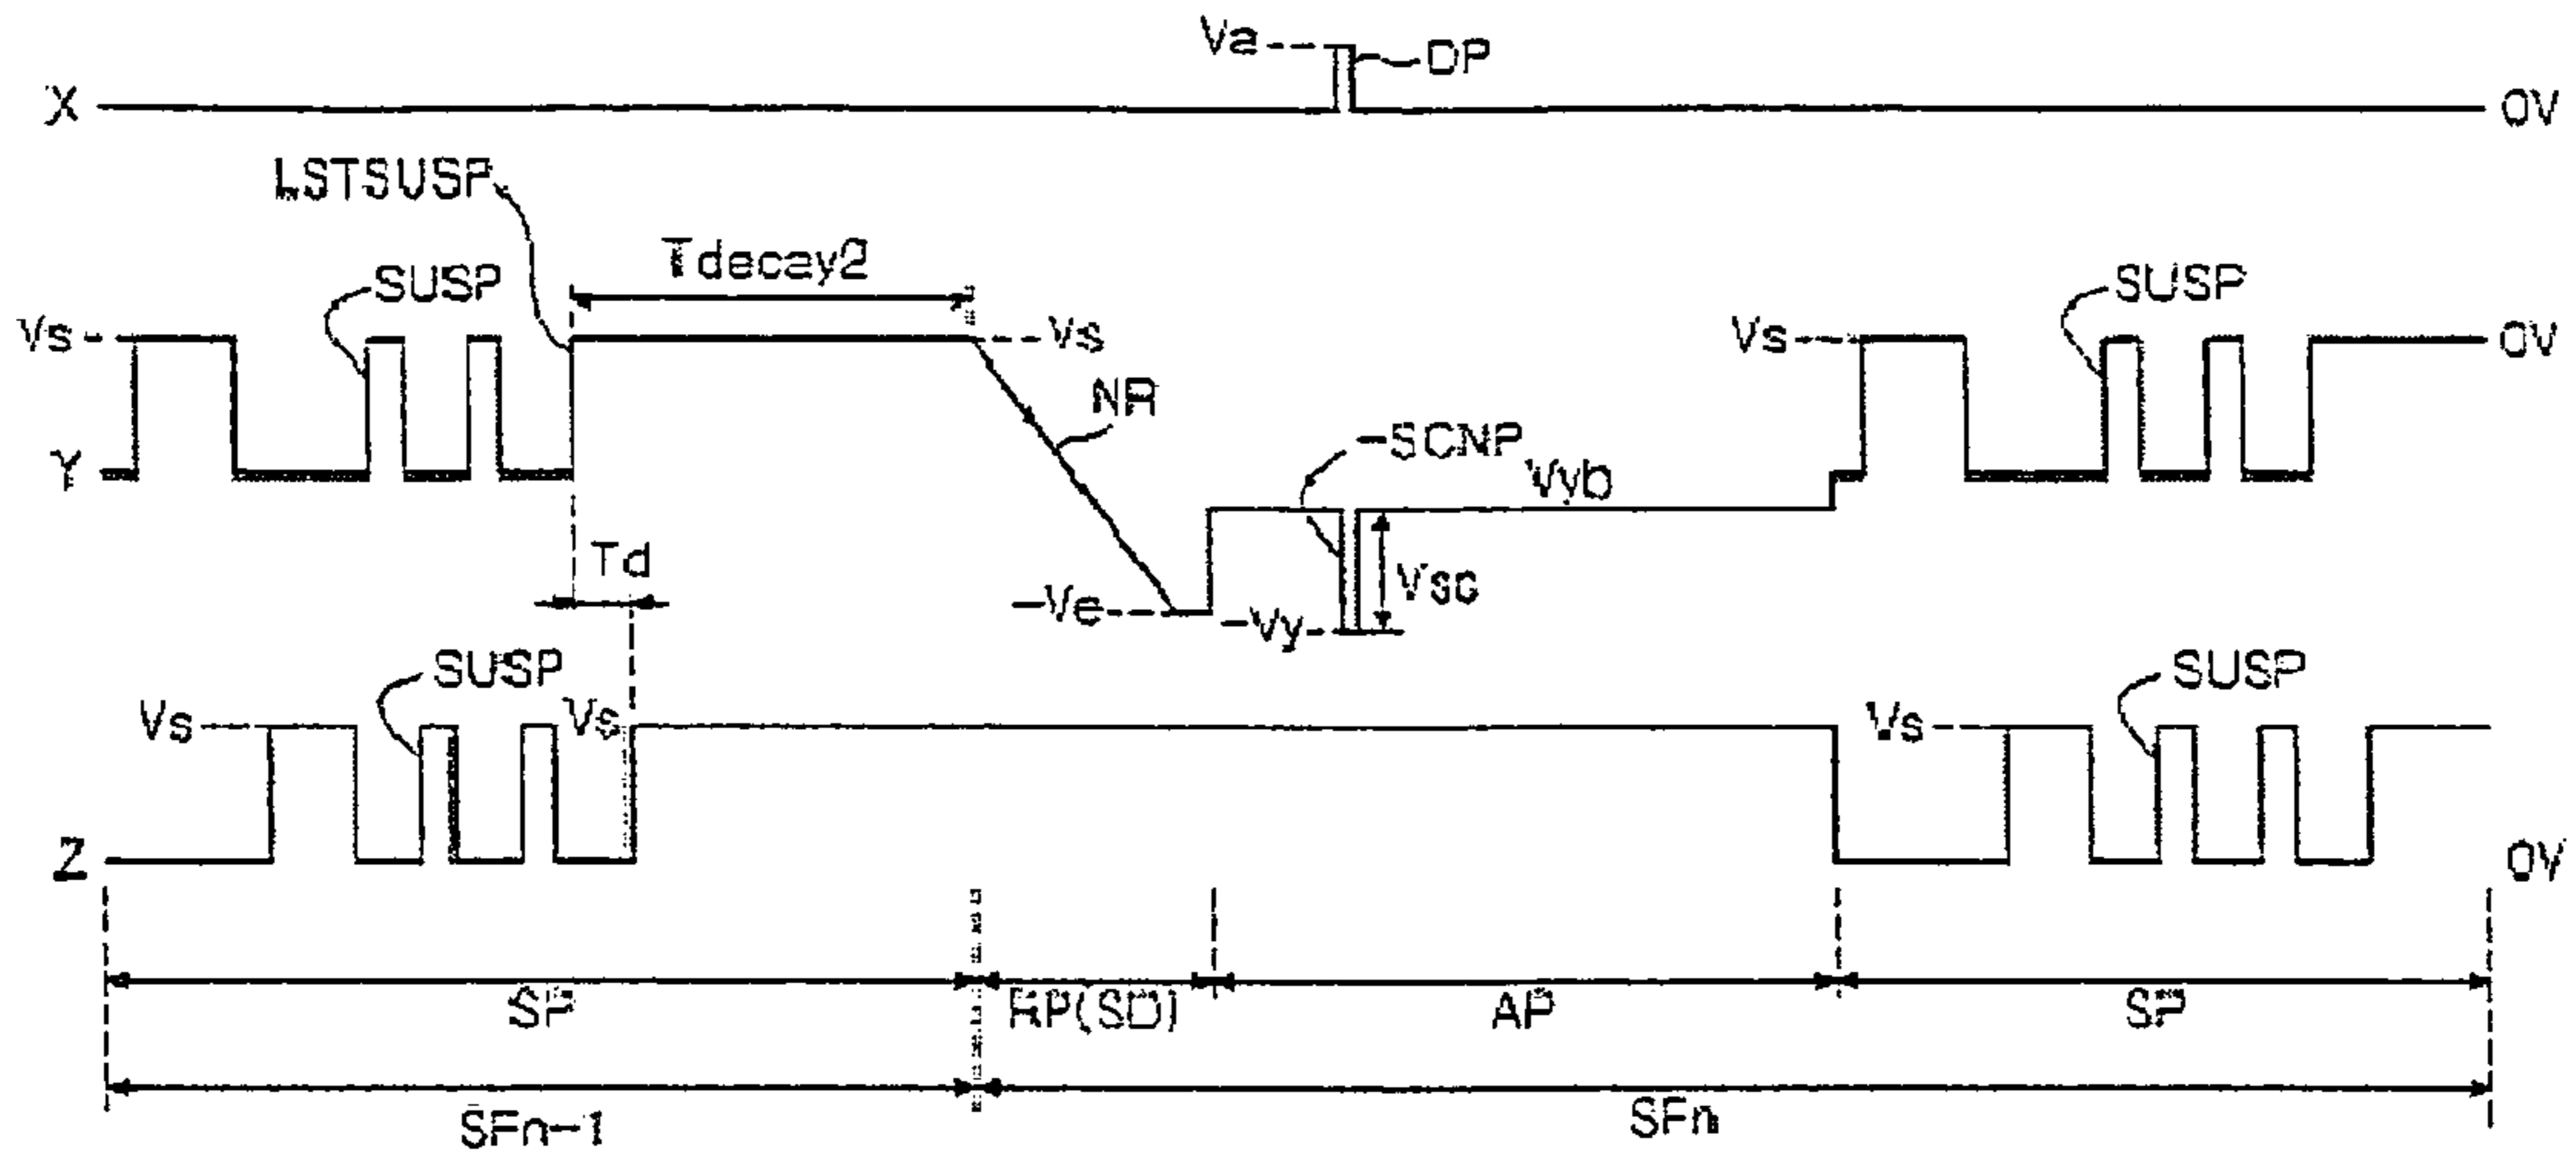 Va
DP
X
0V
LSTSUSP
Tdecay2
SUSP
SUSP
Vs
Vs
Vs
0V
NR
-SCNP
Y
Vyb
Td
-Ve
-Vy
Vsc
SUSP
SUSP
Vs
Vs
Vs
Z
0V
SP
RP(SD)
AP
SP
SFn-1
SFn